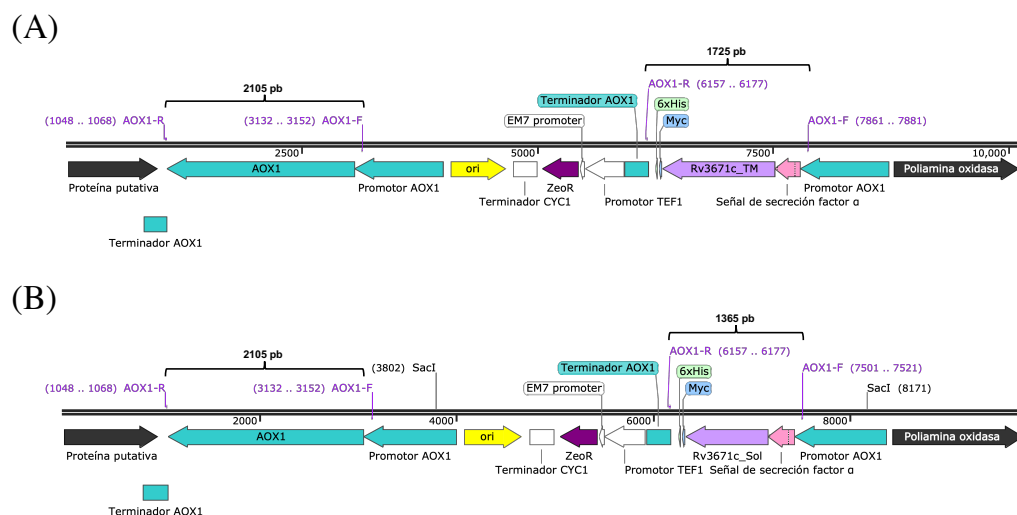 (A)
1725 pb
2105 pb
AOX1-R (6157 .. 6177)
Terminador AOX1
6xHis
(1048 .. 1068) AOX1-R
(3132 .. 3152) AOX1-F
EM7 promoter
Myc
AOX1-F (7861 .. 7881)
2500
5000
7500
10,000
AOX1
ori
Rv3671c_TM
Proteína putativa
Promotor AOX1
ZeoR
Promotor AOX1
Poliamina oxidasa
Terminador CYC1
Promotor TEF1
Señal de secreción factor α
Terminador AOX1
(B)
1365 pb
2105 pb
(3802) SacI
AOX1-R (6157 .. 6177)
Terminador AOX1
6xHis
(1048 .. 1068) AOX1-R
(3132 .. 3152) AOX1-F
EM7 promoter
Myc
AOX1-F (7501 .. 7521)
SacI (8171)
2000
4000
6000
8000
AOX1
ori
Proteína putativa
Promotor AOX1
ZeoR
Rv3671c_Sol
Promotor AOX1
Poliamina oxidasa
Terminador CYC1
Promotor TEF1
Señal de secreción factor α
Terminador AOX1